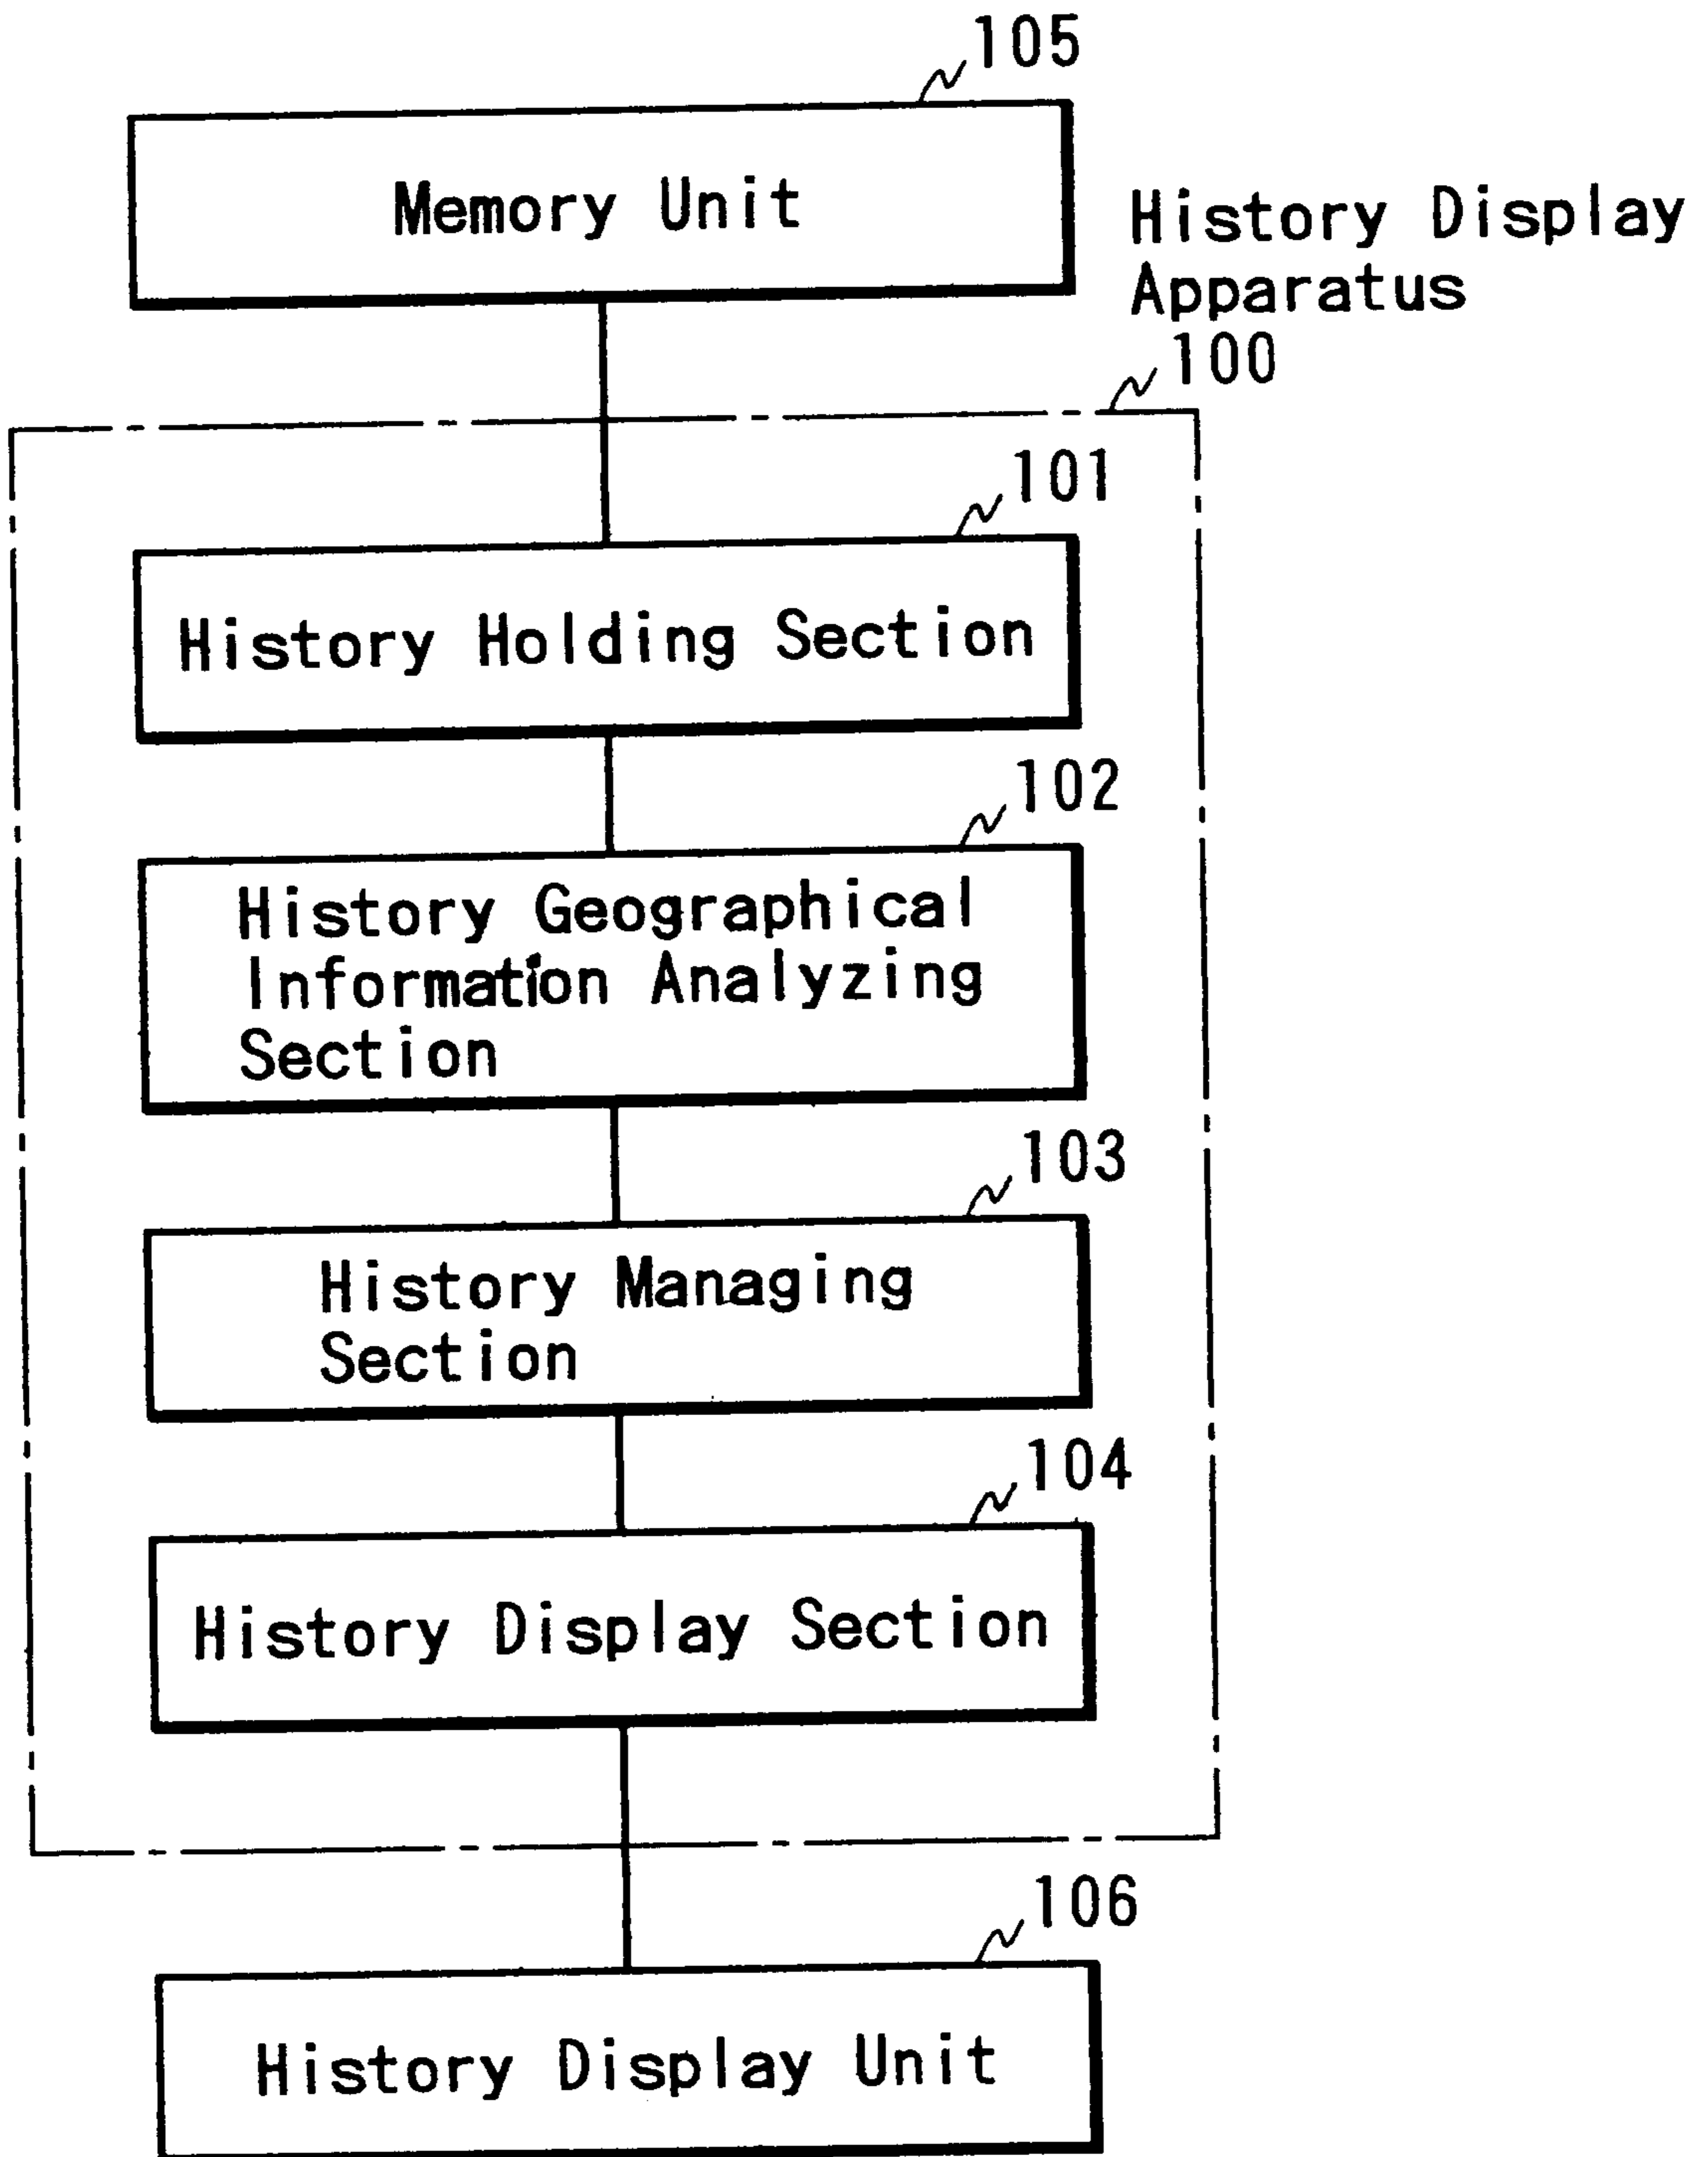 105
Memory Unit
History Display
Apparatus
100
101
History Holding Section
102
History Geographical
Information Analyzing
Section
103
History Managing
Section
104
History Display Section
106
History Display Unit